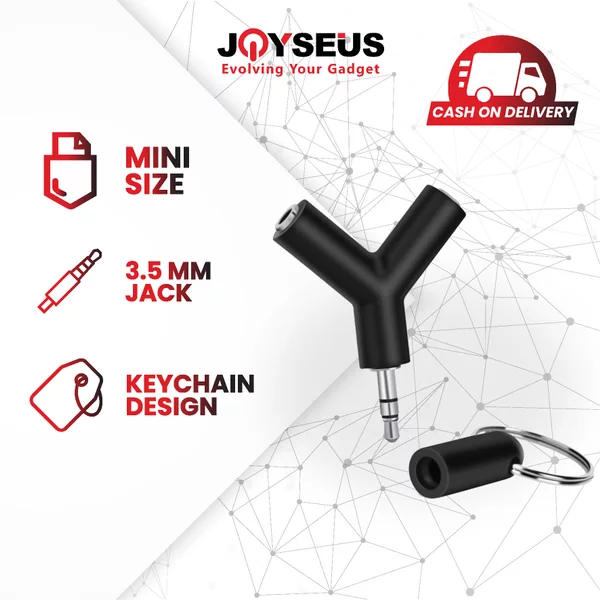 JOYSEUS
Evolving Your Gadget
CASH ON DELIVERY
MINI
SIZE
3.5 MM
JACK
KEYCHAIN
DESIGN